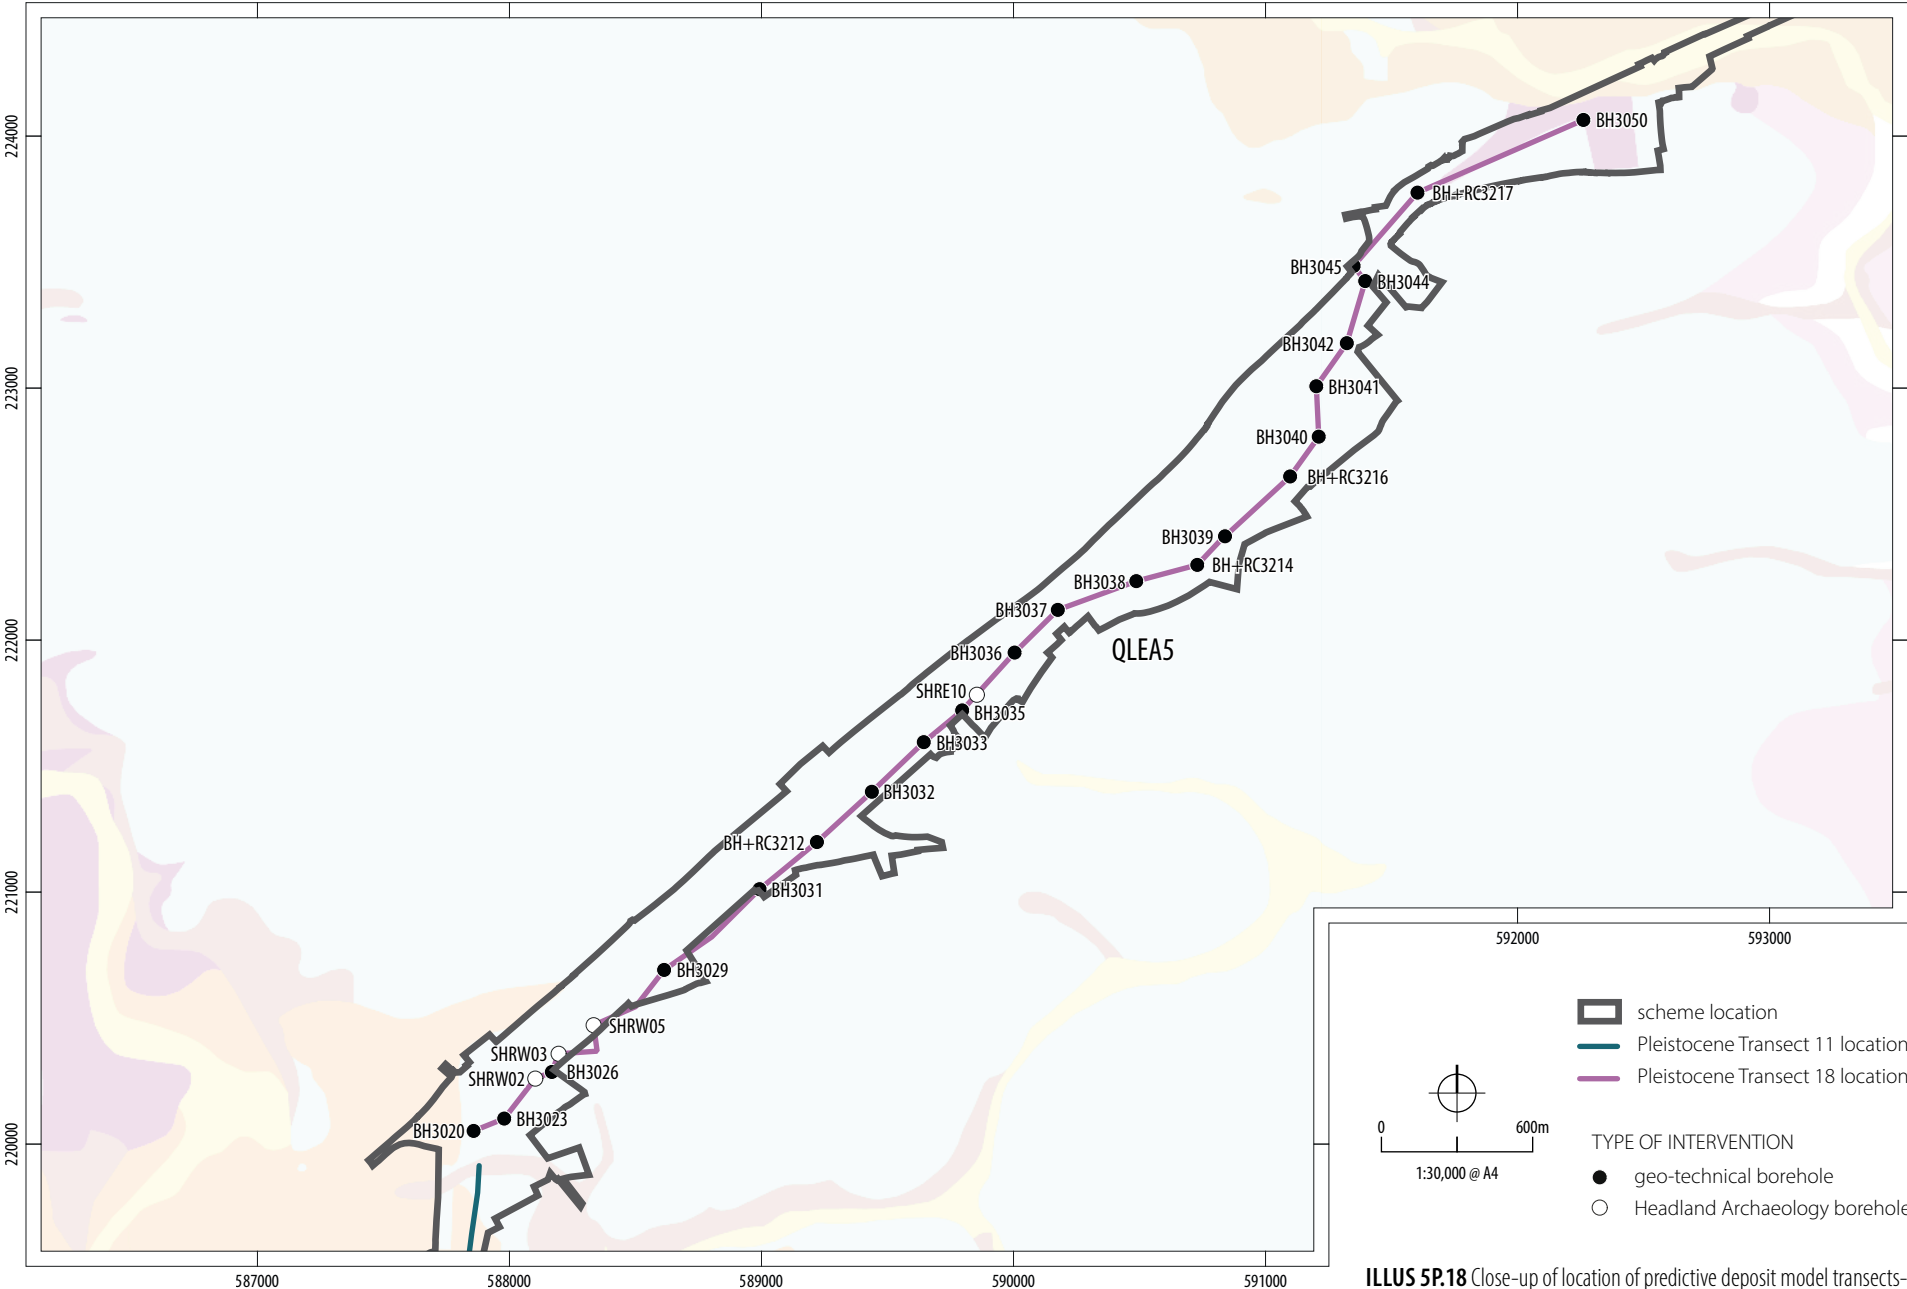 224000
223000
222000
221000
220000
BH3050
BH+RC3217
BH3045
BH3044
BH3042
BH3041
BH3040
BH+RC3216
BH3039
BH+RC3214
BH3038
BH3037
QLEA5
BH3036
SHRE10
BH3035
BH3033
BH3032
BH+RC3212
BH3031
BH3029
SHRW05
SHRW03
BH3026
SHRW02
BH3023
BH3020
587000
588000
589000
590000
591000
592000
593000
scheme location
Pleistocene Transect 11 location
Pleistocene Transect 18 location
0 600m
1:30,000 @ A4
TYPE OF INTERVENTION
geo-technical borehole
Headland Archaeology borehole
ILLUS 5P.18 Close-up of location of predictive deposit model transects-